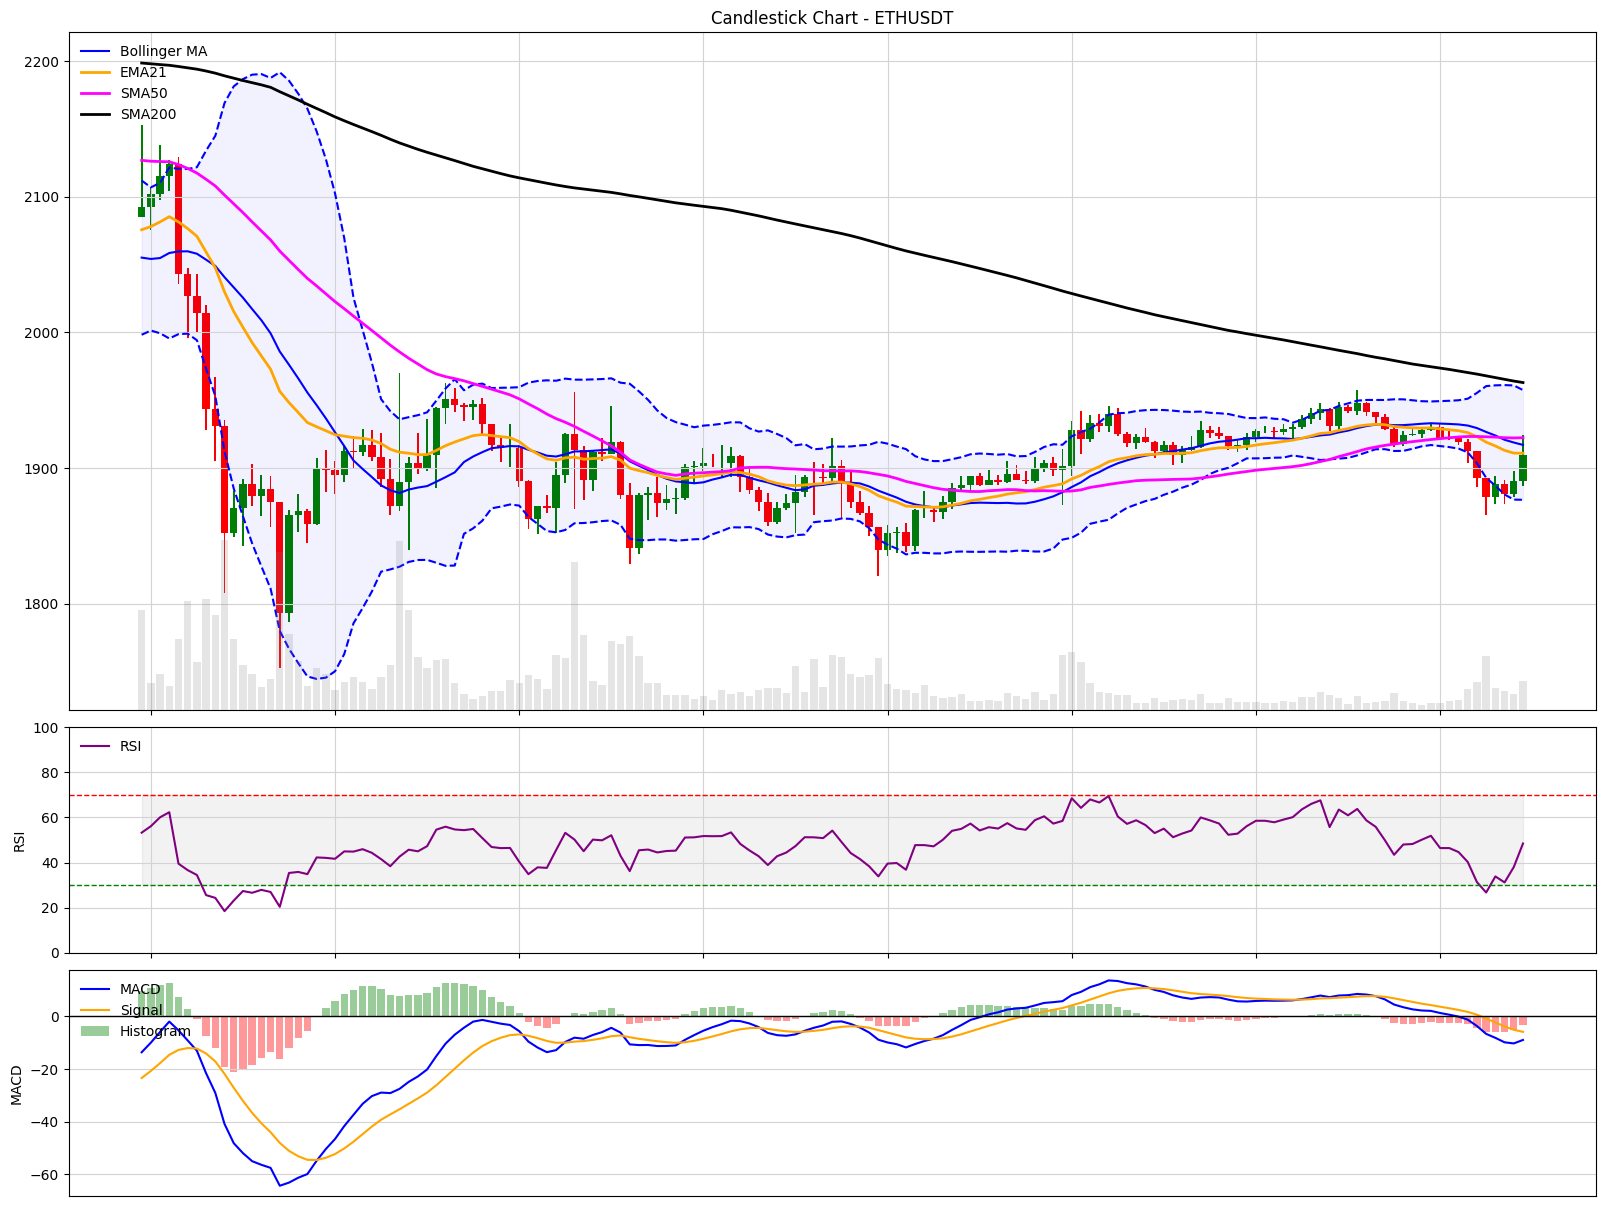 Candlestick Chart - ETHUSDT
Bollinger MA
EMA21
SMA50
SMA200
2200
2100
2000
1900
1800
RSI
100
80
60
40
20
0
RSI
MACD
Signal
Histogram
0
−20
−40
−60
MACD